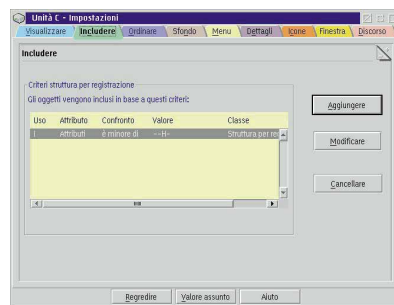 Unità C - Impostazioni
Visualizzare Includere Ordinare Sfondo Menu Dettagli Icone Finestra Discorso
Includere
Criteri struttura per registrazione
Gli oggetti vengono inclusi in base a questi criteri:
Uso Attributo Confronto Valore Classe
I Attributi è minore di --H- Struttura per re
Aggiungere
Modificare
Cancellare
Regredire Valore assunto Aiuto